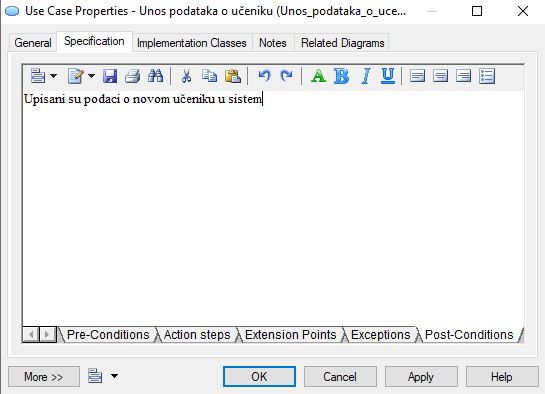 Use Case Properties - Unos podataka o učeniku (Unos_podataka_o_uce...
General Specification Implementation Classes Notes Related Diagrams
A B I U
Upisani su podaci o novom učeniku u sistem
Pre-Conditions Action steps Extension Points Exceptions Post-Conditions
More >> OK Cancel Apply Help